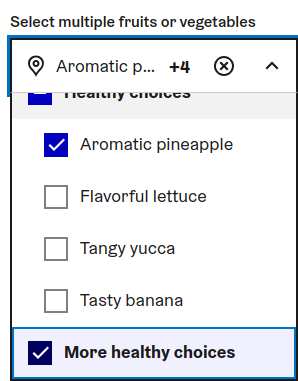 Select multiple fruits or vegetables
Aromatic p... +4
Healthy choices
Aromatic pineapple
Flavorful lettuce
Tangy yucca
Tasty banana
More healthy choices